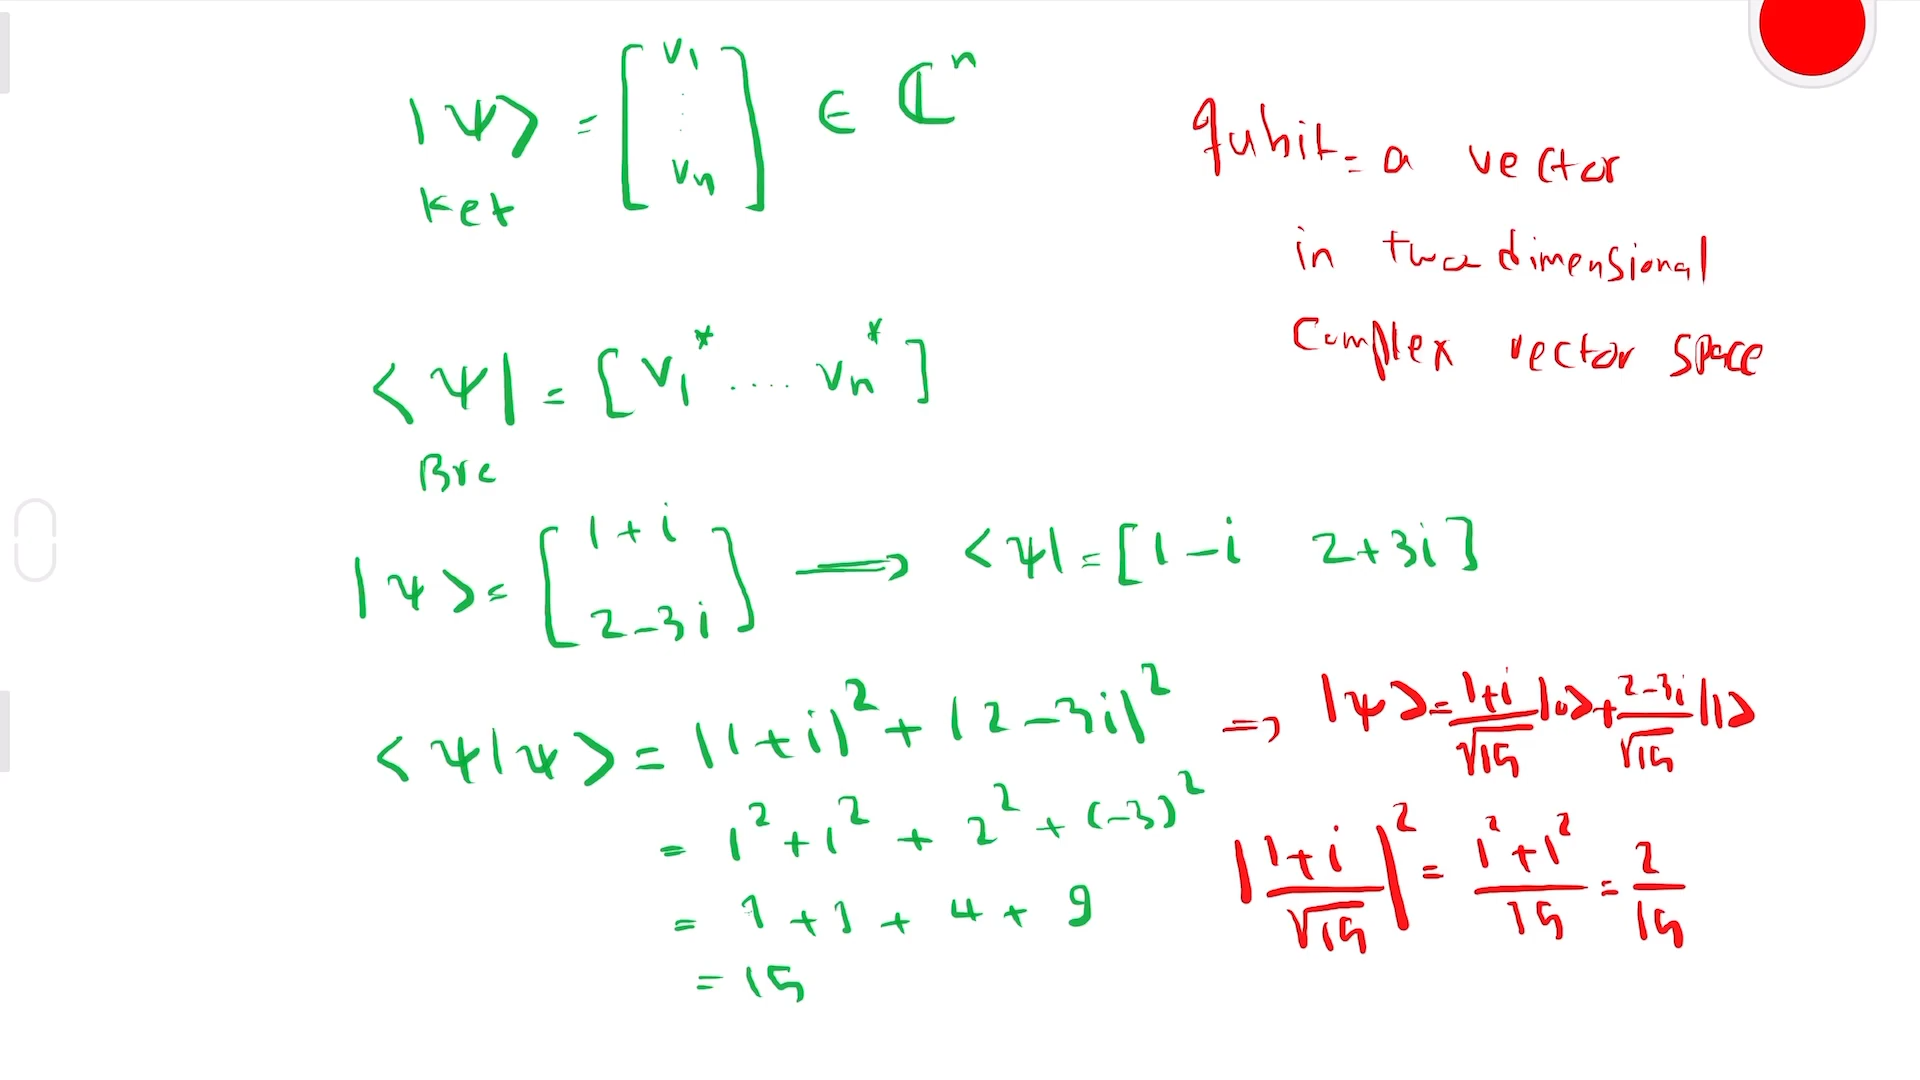 |ψ> = [v1 ⋮ vn] ∈ ℂ^n
ket
<ψ| = [v1* .... vn*]
Bra
|ψ> = [1+i 2-3i] ⟹ <ψ| = [1-i 2+3i]
<ψ|ψ> = |1+i|² + |2-3i|²
= 1² + 1² + 2² + (-3)²
= 1 + 1 + 4 + 9
= 15
qubit = a vector
in two dimensional
Complex vector space
⟹ |ψ> = (1+i)/√15 |0> + (2-3i)/√15 |1>
|(1+i)/√15|² = (1²+1²)/15 = 2/15